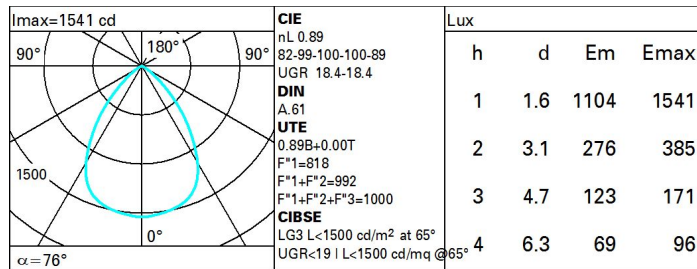 Imax=1541 cd
90° 180° 90°
1500
0°
α=76°
CIE
nL 0.89
82-99-100-100-89
UGR 18.4-18.4
DIN
A.61
UTE
0.89B+0.00T
F"1=818
F"1+F"2=992
F"1+F"2+F"3=1000
CIBSE
LG3 L<1500 cd/m² at 65°
UGR<19 | L<1500 cd/mq @65°
Lux
h d Em Emax
1 1.6 1104 1541
2 3.1 276 385
3 4.7 123 171
4 6.3 69 96